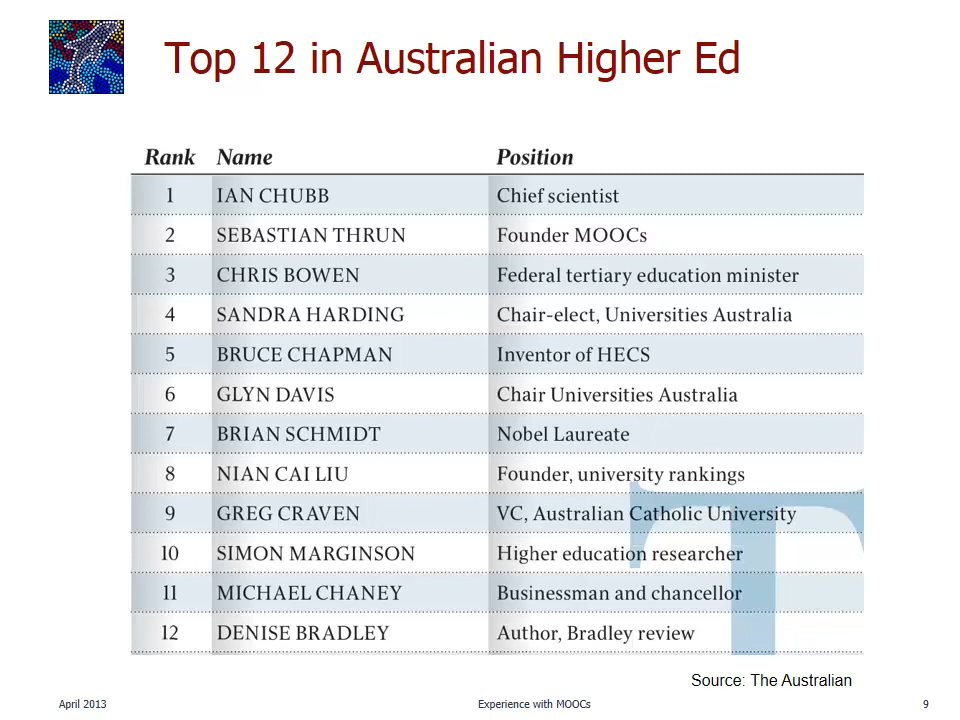 Top 12 in Australian Higher Ed
Rank Name Position
1 IAN CHUBB Chief scientist
2 SEBASTIAN THRUN Founder MOOCs
3 CHRIS BOWEN Federal tertiary education minister
4 SANDRA HARDING Chair-elect, Universities Australia
5 BRUCE CHAPMAN Inventor of HECS
6 GLYN DAVIS Chair Universities Australia
7 BRIAN SCHMIDT Nobel Laureate
8 NIAN CAI LIU Founder, university rankings
9 GREG CRAVEN VC, Australian Catholic University
10 SIMON MARGINSON Higher education researcher
11 MICHAEL CHANEY Businessman and chancellor
12 DENISE BRADLEY Author, Bradley review
Source: The Australian
April 2013 Experience with MOOCs 9